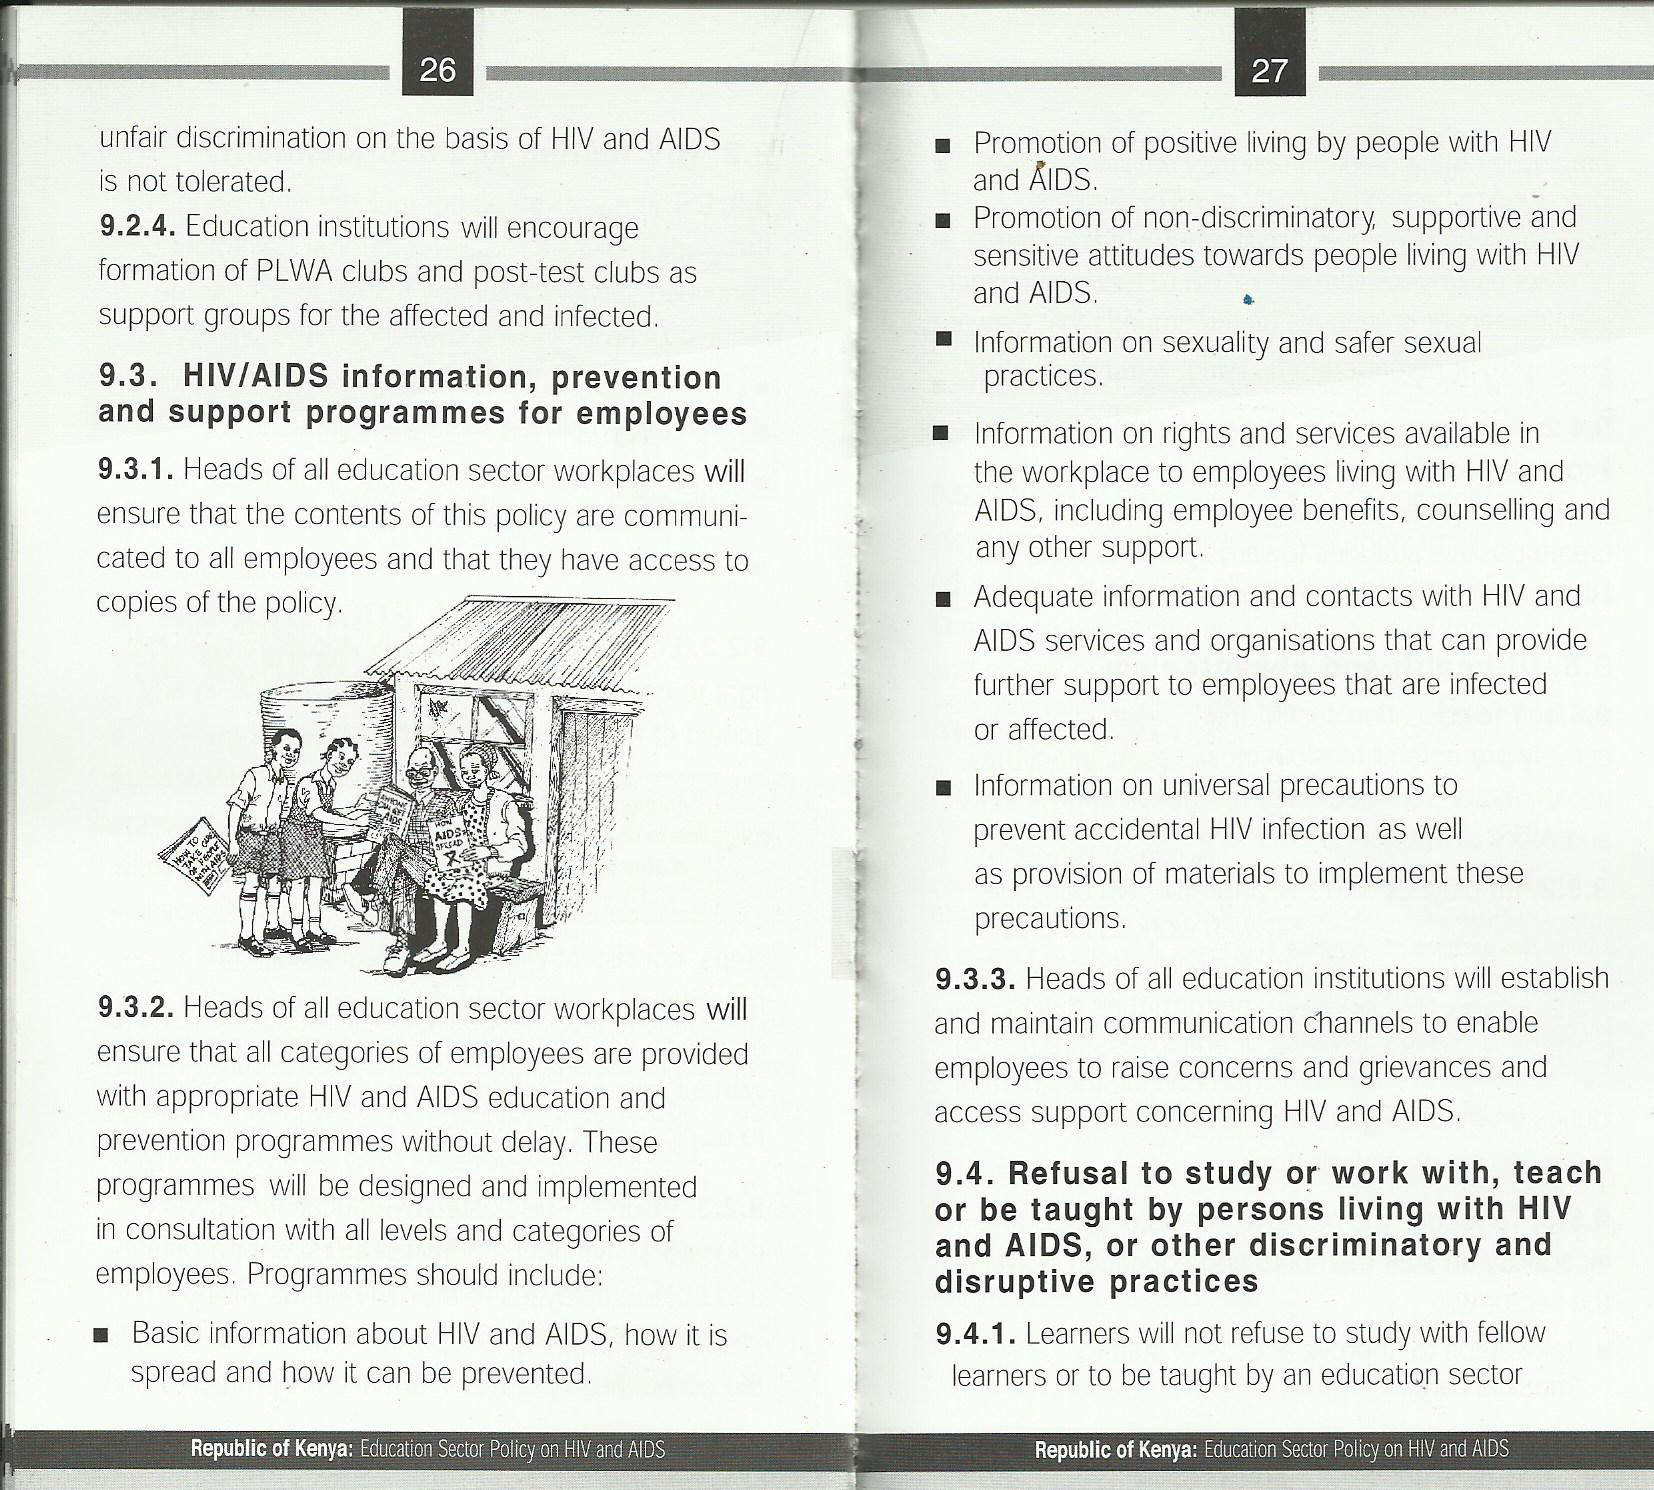 26
unfair discrimination on the basis of HIV and AIDS
is not tolerated.
9.2.4. Education institutions will encourage
formation of PLWA clubs and post-test clubs as
support groups for the affected and infected.
9.3. HIV/AIDS information, prevention
and support programmes for employees
9.3.1. Heads of all education sector workplaces will
ensure that the contents of this policy are communi-
cated to all employees and that they have access to
copies of the policy.
HOW TO
TAKE CARE
OF PEOPLE
WITH AIDS
ANYONE
CAN GET
AIDS
HOW
AIDS
SPREAD
9.3.2. Heads of all education sector workplaces will
ensure that all categories of employees are provided
with appropriate HIV and AIDS education and
prevention programmes without delay. These
programmes will be designed and implemented
in consultation with all levels and categories of
employees. Programmes should include:
■ Basic information about HIV and AIDS, how it is
spread and how it can be prevented.
Republic of Kenya: Education Sector Policy on HIV and AIDS
27
■ Promotion of positive living by people with HIV
and AIDS.
■ Promotion of non-discriminatory, supportive and
sensitive attitudes towards people living with HIV
and AIDS.
■ Information on sexuality and safer sexual
practices.
■ Information on rights and services available in
the workplace to employees living with HIV and
AIDS, including employee benefits, counselling and
any other support.
■ Adequate information and contacts with HIV and
AIDS services and organisations that can provide
further support to employees that are infected
or affected.
■ Information on universal precautions to
prevent accidental HIV infection as well
as provision of materials to implement these
precautions.
9.3.3. Heads of all education institutions will establish
and maintain communication channels to enable
employees to raise concerns and grievances and
access support concerning HIV and AIDS.
9.4. Refusal to study or work with, teach
or be taught by persons living with HIV
and AIDS, or other discriminatory and
disruptive practices
9.4.1. Learners will not refuse to study with fellow
learners or to be taught by an education sector
Republic of Kenya: Education Sector Policy on HIV and AIDS